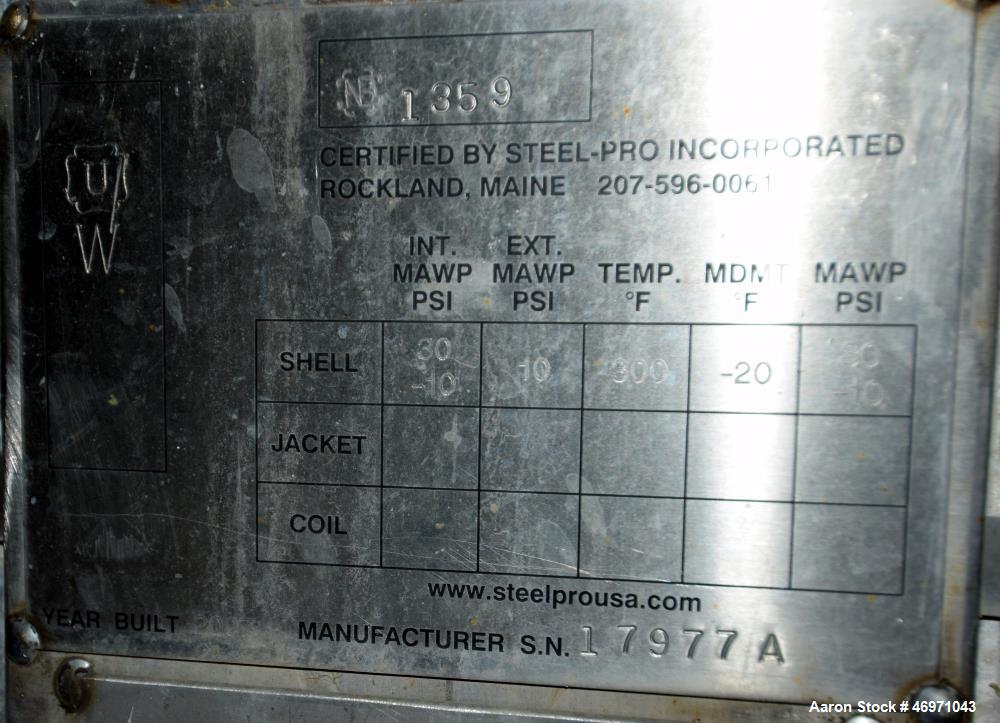 NB 1359
CERTIFIED BY STEEL-PRO INCORPORATED
ROCKLAND, MAINE 207-596-0061
U
W
INT. EXT.
MAWP MAWP TEMP. MDMT MAWP
PSI PSI °F °F PSI
SHELL 30 10 300 -20
-10 -10
JACKET
COIL
www.steelprousa.com
YEAR BUILT
MANUFACTURER S.N. 17977A
Aaron Stock # 46971043